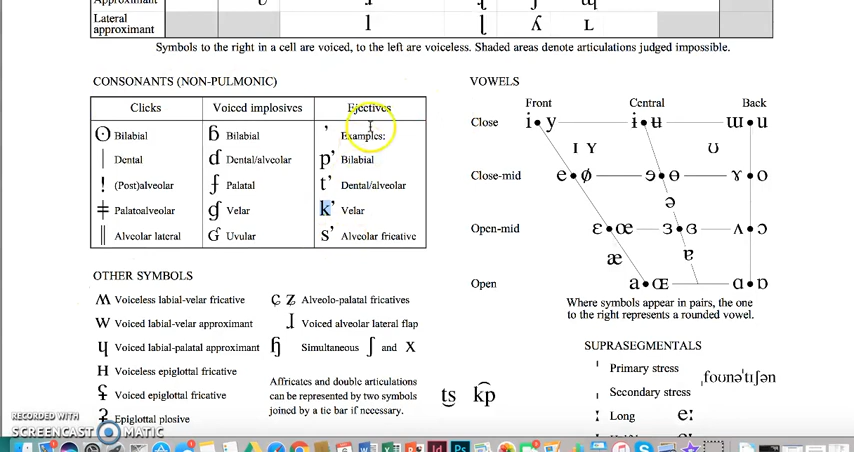 Approximant
Lateral
approximant l ɭ ʎ ʟ
Symbols to the right in a cell are voiced, to the left are voiceless. Shaded areas denote articulations judged impossible.
CONSONANTS (NON-PULMONIC)
Clicks Voiced implosives Ejectives
ʘ Bilabial ɓ Bilabial ʼ Examples:
ǀ Dental ɗ Dental/alveolar pʼ Bilabial
ǃ (Post)alveolar ʄ Palatal tʼ Dental/alveolar
ǂ Palatoalveolar ɠ Velar kʼ Velar
ǁ Alveolar lateral ʛ Uvular sʼ Alveolar fricative
OTHER SYMBOLS
ʍ Voiceless labial-velar fricative ɕ ʑ Alveolo-palatal fricatives
w Voiced labial-velar approximant ɺ Voiced alveolar lateral flap
ɥ Voiced labial-palatal approximant ɧ Simultaneous ʃ and x
ʜ Voiceless epiglottal fricative
ʢ Voiced epiglottal fricative
ʡ Epiglottal plosive
Affricates and double articulations
can be represented by two symbols
joined by a tie bar if necessary.
t͜s k͡p
VOWELS
Front Central Back
Close i y ɨ ʉ ɯ u
ɪ ʏ ʊ
Close-mid e ø ɘ ɵ ɤ o
ə
Open-mid ɛ œ ɜ ɞ ʌ ɔ
æ ɐ
Open a ɶ ɑ ɒ
Where symbols appear in pairs, the one
to the right represents a rounded vowel.
SUPRASEGMENTALS
ˈ Primary stress
ˌ Secondary stress
ˌfoʊnəˈtɪʃən
ː Long eː
RECORDED WITH
SCREENCAST MATIC